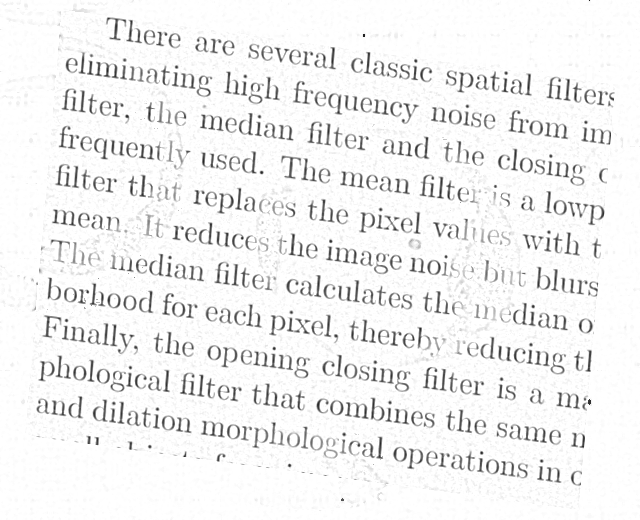 There are several classic spatial filters
eliminating high frequency noise from im
filter, the median filter and the closing
frequently used. The mean filter is a lowp
filter that replaces the pixel values with t
mean. It reduces the image noise but blurs
The median filter calculates the median o
borhood for each pixel, thereby reducing
Finally, the opening closing filter is a
phological filter that combines the same
and dilation morphological operations in